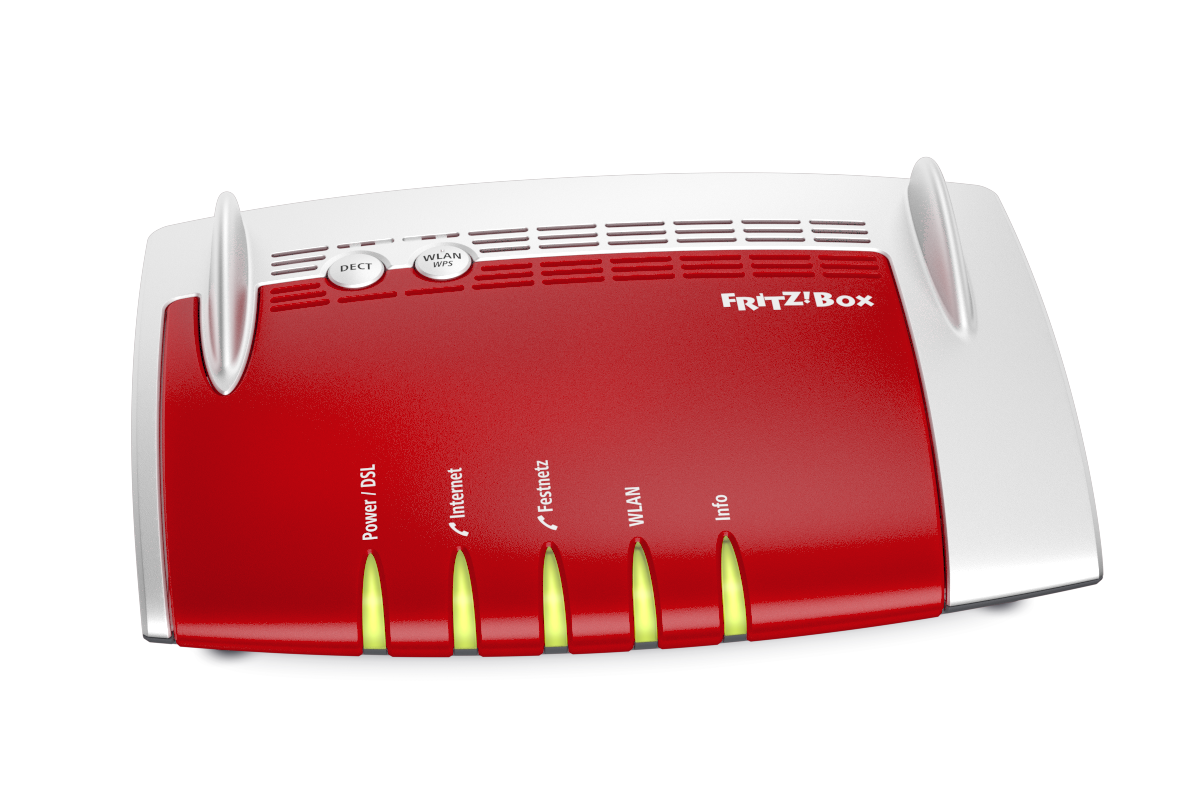 DECT
WLAN
WPS
FRITZ!Box
Power / DSL
Internet
Festnetz
WLAN
Info